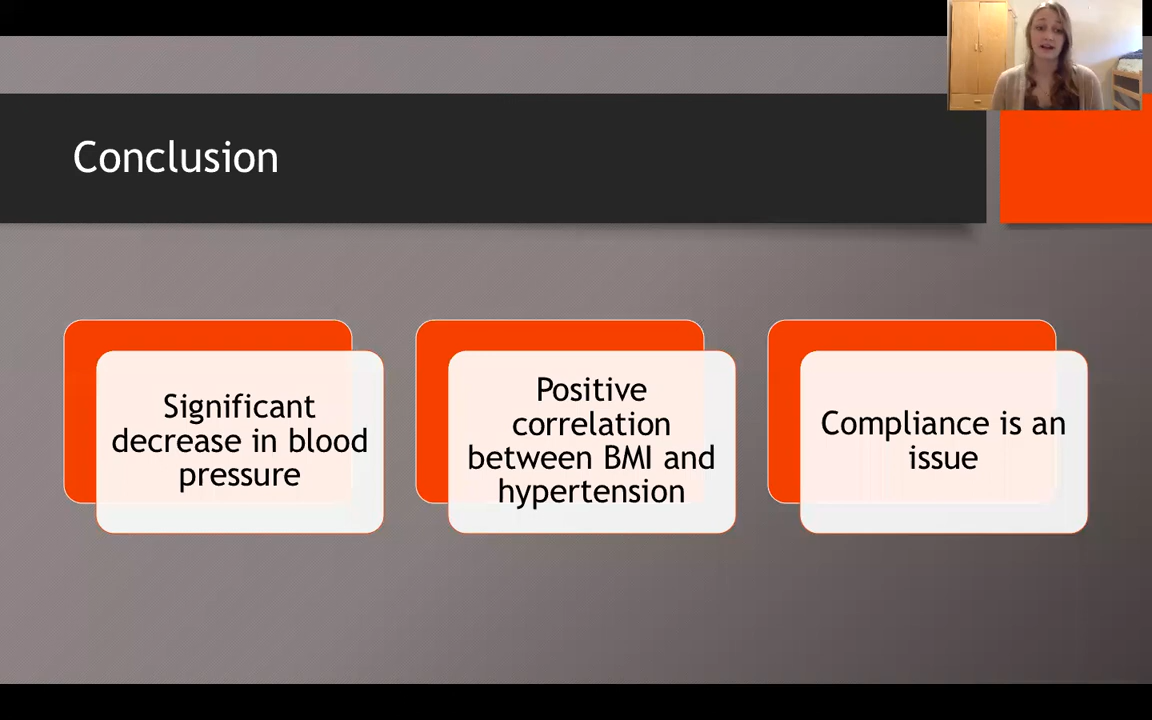 Conclusion
Significant
decrease in blood
pressure
Positive
correlation
between BMI and
hypertension
Compliance is an
issue